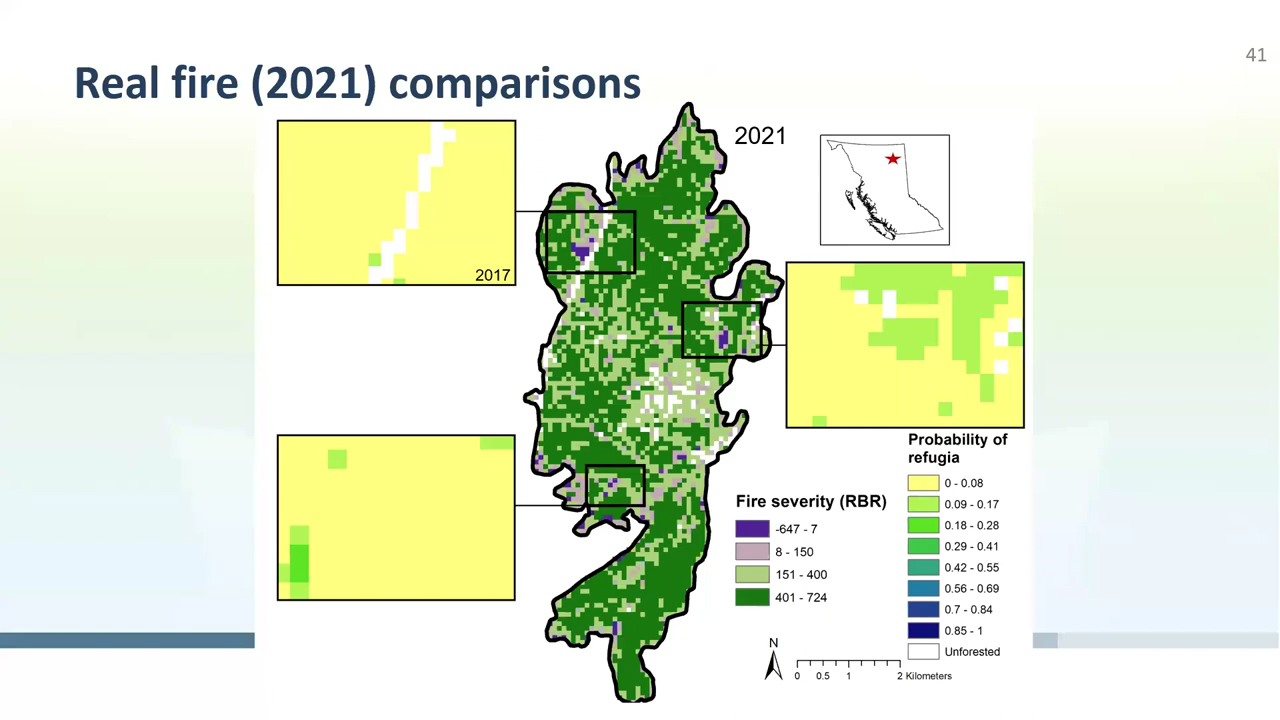 41
Real fire (2021) comparisons
2021
2017
Fire severity (RBR)
-647 - 7
8 - 150
151 - 400
401 - 724
N
0 0.5 1 2 Kilometers
Probability of
refugia
0 - 0.08
0.09 - 0.17
0.18 - 0.28
0.29 - 0.41
0.42 - 0.55
0.56 - 0.69
0.7 - 0.84
0.85 - 1
Unforested